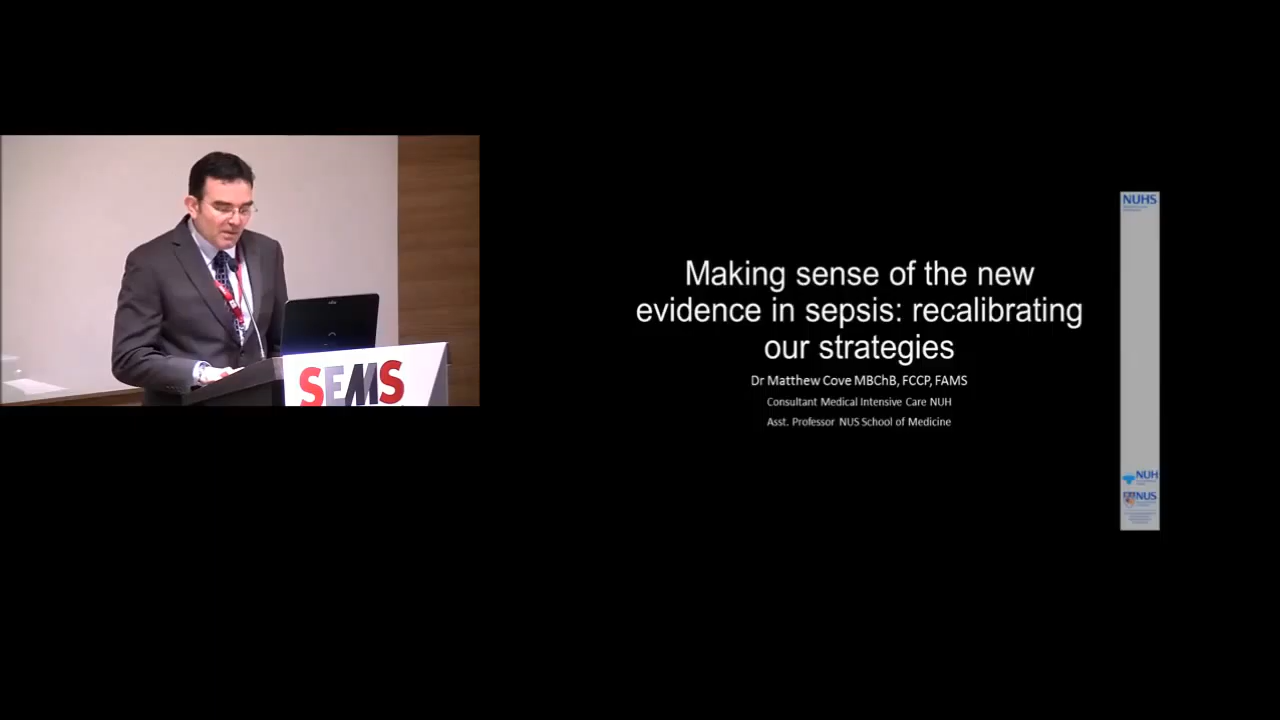 SEMS
Making sense of the new
evidence in sepsis: recalibrating
our strategies
Dr Matthew Cove MBChB, FCCP, FAMS
Consultant Medical Intensive Care NUH
Asst. Professor NUS School of Medicine
NUHS
NUH
NUS